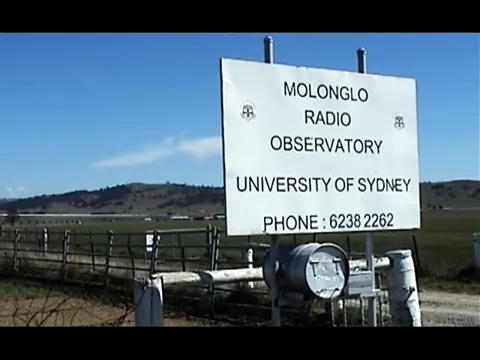 MOLONGLO
RADIO
OBSERVATORY
UNIVERSITY OF SYDNEY
PHONE : 6238 2262